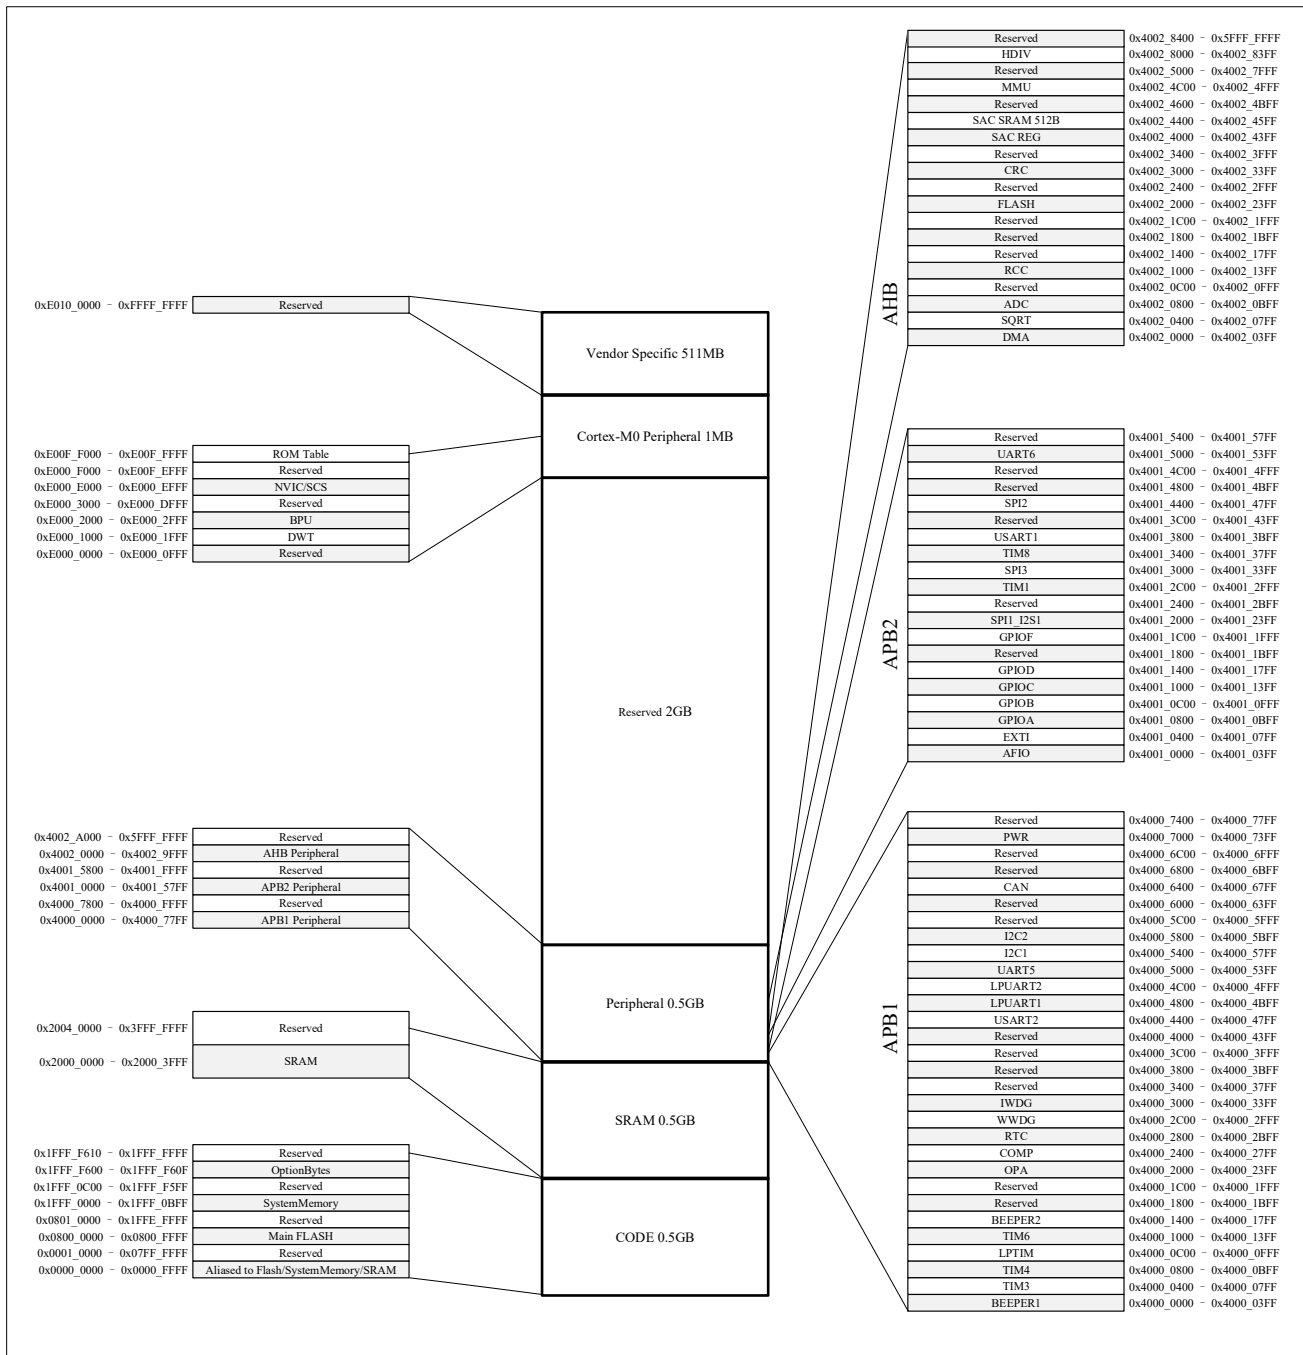 0xE010_0000 - 0xFFFF_FFFF Reserved
0xE00F_F000 - 0xE00F_FFFF ROM Table
0xE000_F000 - 0xE00F_EFFF Reserved
0xE000_E000 - 0xE000_EFFF NVIC/SCS
0xE000_3000 - 0xE000_DFFF Reserved
0xE000_2000 - 0xE000_2FFF BPU
0xE000_1000 - 0xE000_1FFF DWT
0xE000_0000 - 0xE000_0FFF Reserved
0x4002_A000 - 0x5FFF_FFFF Reserved
0x4002_0000 - 0x4002_9FFF AHB Peripheral
0x4001_5800 - 0x4001_FFFF Reserved
0x4001_0000 - 0x4001_57FF APB2 Peripheral
0x4000_7800 - 0x4000_FFFF Reserved
0x4000_0000 - 0x4000_77FF APB1 Peripheral
0x2004_0000 - 0x3FFF_FFFF Reserved
0x2000_0000 - 0x2000_3FFF SRAM
0x1FFF_F610 - 0x1FFF_FFFF Reserved
0x1FFF_F600 - 0x1FFF_F60F OptionBytes
0x1FFF_0C00 - 0x1FFF_F5FF Reserved
0x1FFF_0000 - 0x1FFF_0BFF SystemMemory
0x0801_0000 - 0x1FFE_FFFF Reserved
0x0800_0000 - 0x0800_FFFF Main FLASH
0x0001_0000 - 0x07FF_FFFF Reserved
0x0000_0000 - 0x0000_FFFF Aliased to Flash/SystemMemory/SRAM
Vendor Specific 511MB
Cortex-M0 Peripheral 1MB
Reserved 2GB
Peripheral 0.5GB
SRAM 0.5GB
CODE 0.5GB
AHB
Reserved 0x4002_8400 - 0x5FFF_FFFF
HDIV 0x4002_8000 - 0x4002_83FF
Reserved 0x4002_5000 - 0x4002_7FFF
MMU 0x4002_4C00 - 0x4002_4FFF
Reserved 0x4002_4600 - 0x4002_4BFF
SAC SRAM 512B 0x4002_4400 - 0x4002_45FF
SAC REG 0x4002_4000 - 0x4002_43FF
Reserved 0x4002_3400 - 0x4002_3FFF
CRC 0x4002_3000 - 0x4002_33FF
Reserved 0x4002_2400 - 0x4002_2FFF
FLASH 0x4002_2000 - 0x4002_23FF
Reserved 0x4002_1C00 - 0x4002_1FFF
Reserved 0x4002_1800 - 0x4002_1BFF
Reserved 0x4002_1400 - 0x4002_17FF
RCC 0x4002_1000 - 0x4002_13FF
Reserved 0x4002_0C00 - 0x4002_0FFF
ADC 0x4002_0800 - 0x4002_0BFF
SQRT 0x4002_0400 - 0x4002_07FF
DMA 0x4002_0000 - 0x4002_03FF
APB2
Reserved 0x4001_5400 - 0x4001_57FF
UART6 0x4001_5000 - 0x4001_53FF
Reserved 0x4001_4C00 - 0x4001_4FFF
Reserved 0x4001_4800 - 0x4001_4BFF
SPI2 0x4001_4400 - 0x4001_47FF
Reserved 0x4001_3C00 - 0x4001_43FF
USART1 0x4001_3800 - 0x4001_3BFF
TIM8 0x4001_3400 - 0x4001_37FF
SPI3 0x4001_3000 - 0x4001_33FF
TIM1 0x4001_2C00 - 0x4001_2FFF
Reserved 0x4001_2400 - 0x4001_2BFF
SPI1_I2S1 0x4001_2000 - 0x4001_23FF
GPIOF 0x4001_1C00 - 0x4001_1FFF
Reserved 0x4001_1800 - 0x4001_1BFF
GPIOD 0x4001_1400 - 0x4001_17FF
GPIOC 0x4001_1000 - 0x4001_13FF
GPIOB 0x4001_0C00 - 0x4001_0FFF
GPIOA 0x4001_0800 - 0x4001_0BFF
EXTI 0x4001_0400 - 0x4001_07FF
AFIO 0x4001_0000 - 0x4001_03FF
APB1
Reserved 0x4000_7400 - 0x4000_77FF
PWR 0x4000_7000 - 0x4000_73FF
Reserved 0x4000_6C00 - 0x4000_6FFF
Reserved 0x4000_6800 - 0x4000_6BFF
CAN 0x4000_6400 - 0x4000_67FF
Reserved 0x4000_6000 - 0x4000_63FF
Reserved 0x4000_5C00 - 0x4000_5FFF
I2C2 0x4000_5800 - 0x4000_5BFF
I2C1 0x4000_5400 - 0x4000_57FF
UART5 0x4000_5000 - 0x4000_53FF
LPUART2 0x4000_4C00 - 0x4000_4FFF
LPUART1 0x4000_4800 - 0x4000_4BFF
USART2 0x4000_4400 - 0x4000_47FF
Reserved 0x4000_4000 - 0x4000_43FF
Reserved 0x4000_3C00 - 0x4000_3FFF
Reserved 0x4000_3800 - 0x4000_3BFF
Reserved 0x4000_3400 - 0x4000_37FF
IWDG 0x4000_3000 - 0x4000_33FF
WWDG 0x4000_2C00 - 0x4000_2FFF
RTC 0x4000_2800 - 0x4000_2BFF
COMP 0x4000_2400 - 0x4000_27FF
OPA 0x4000_2000 - 0x4000_23FF
Reserved 0x4000_1C00 - 0x4000_1FFF
Reserved 0x4000_1800 - 0x4000_1BFF
BEEPER2 0x4000_1400 - 0x4000_17FF
TIM6 0x4000_1000 - 0x4000_13FF
LPTIM 0x4000_0C00 - 0x4000_0FFF
TIM4 0x4000_0800 - 0x4000_0BFF
TIM3 0x4000_0400 - 0x4000_07FF
BEEPER1 0x4000_0000 - 0x4000_03FF